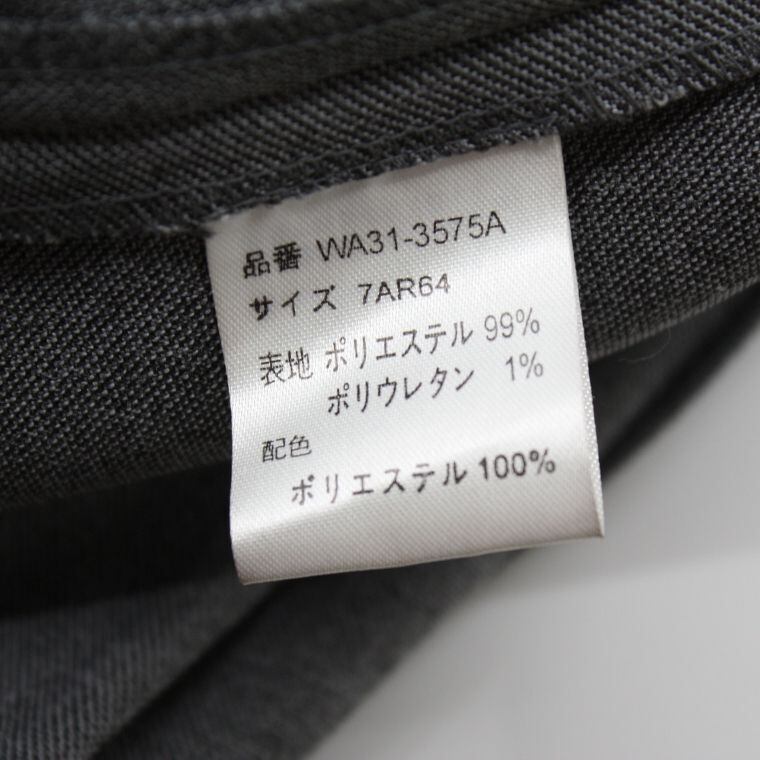 品番 WA31-3575A
サイズ 7AR64
表地 ポリエステル 99%
ポリウレタン 1%
配色
ポリエステル 100%